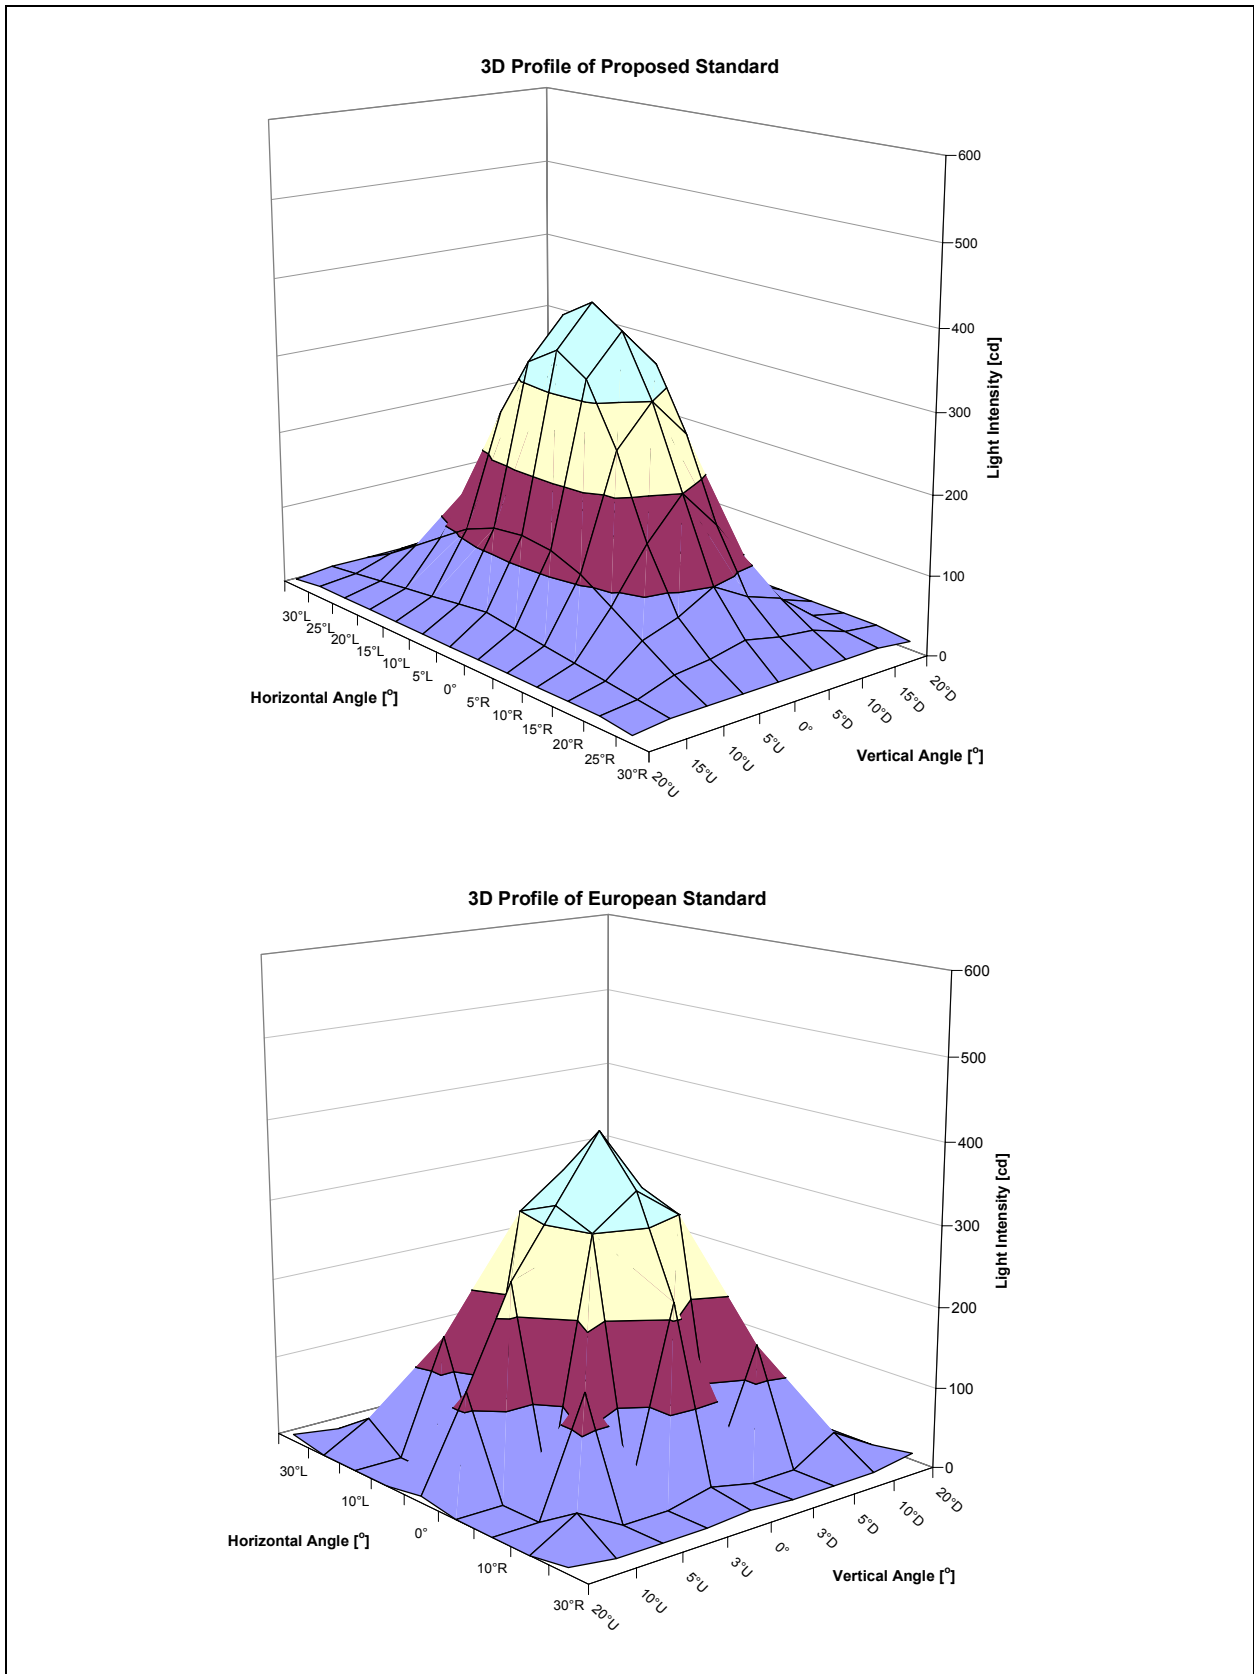 3D Profile of Proposed Standard
600
500
400
300
200
100
0
Light Intensity [cd]
30°L
25°L
20°L
15°L
10°L
5°L
0°
5°R
10°R
15°R
20°R
25°R
30°R
Horizontal Angle [°]
20°U
15°U
10°U
5°U
0°
5°D
10°D
15°D
20°D
Vertical Angle [°]
3D Profile of European Standard
600
500
400
300
200
100
0
Light Intensity [cd]
30°L
10°L
0°
10°R
30°R
Horizontal Angle [°]
20°U
10°U
5°U
3°U
0°
3°D
5°D
10°D
20°D
Vertical Angle [°]